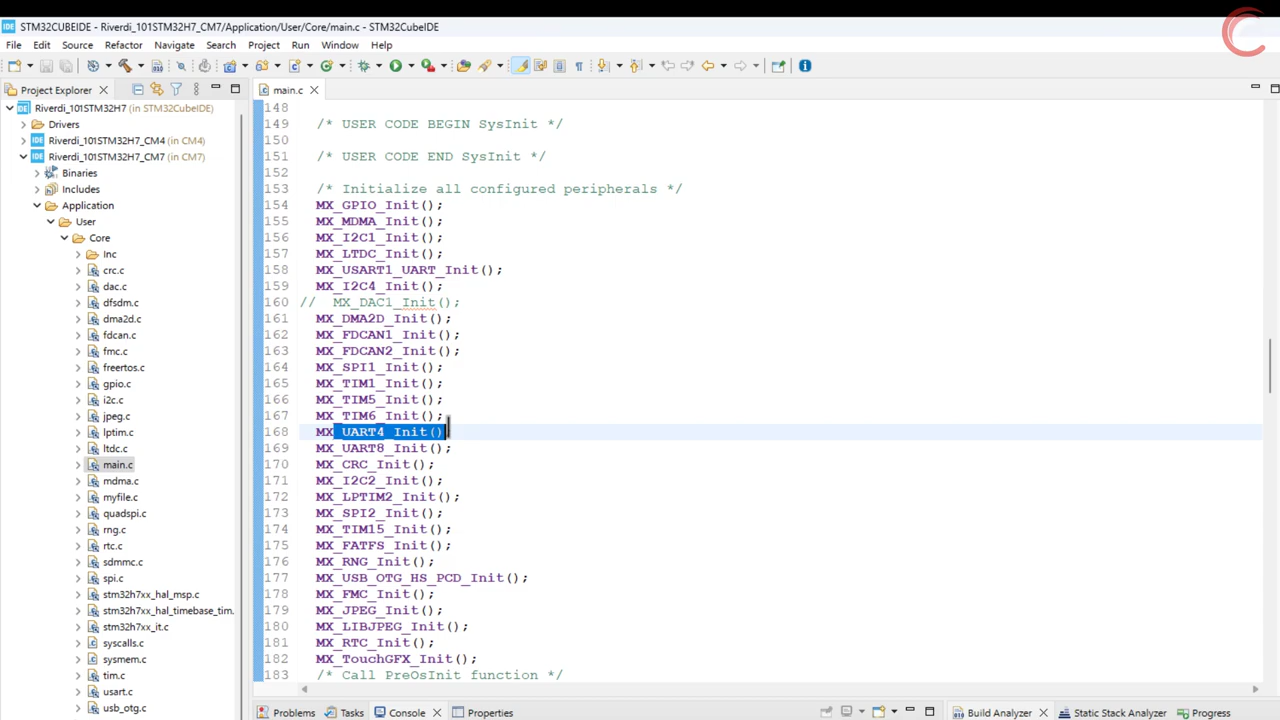 STM32CUBEIDE - Riverdi_101STM32H7_CM7/Application/User/Core/main.c - STM32CubeIDE
File Edit Source Refactor Navigate Search Project Run Window Help
Project Explorer
main.c
Riverdi_101STM32H7 (in STM32CubeIDE)
Drivers
Riverdi_101STM32H7_CM4 (in CM4)
Riverdi_101STM32H7_CM7 (in CM7)
Binaries
Includes
Application
User
Core
Inc
crc.c
dac.c
dfsdm.c
dma2d.c
fdcan.c
fmc.c
freertos.c
gpio.c
i2c.c
jpeg.c
lptim.c
ltdc.c
main.c
mdma.c
myfile.c
quadspi.c
rng.c
rtc.c
sdmmc.c
spi.c
stm32h7xx_hal_msp.c
stm32h7xx_hal_timebase_tim.
stm32h7xx_it.c
syscalls.c
sysmem.c
tim.c
usart.c
usb_otg.c
148
149 /* USER CODE BEGIN SysInit */
150
151 /* USER CODE END SysInit */
152
153 /* Initialize all configured peripherals */
154 MX_GPIO_Init();
155 MX_MDMA_Init();
156 MX_I2C1_Init();
157 MX_LTDC_Init();
158 MX_USART1_UART_Init();
159 MX_I2C4_Init();
160 // MX_DAC1_Init();
161 MX_DMA2D_Init();
162 MX_FDCAN1_Init();
163 MX_FDCAN2_Init();
164 MX_SPI1_Init();
165 MX_TIM1_Init();
166 MX_TIM5_Init();
167 MX_TIM6_Init();
168 MX_UART4_Init()
169 MX_UART8_Init();
170 MX_CRC_Init();
171 MX_I2C2_Init();
172 MX_LPTIM2_Init();
173 MX_SPI2_Init();
174 MX_TIM15_Init();
175 MX_FATFS_Init();
176 MX_RNG_Init();
177 MX_USB_OTG_HS_PCD_Init();
178 MX_FMC_Init();
179 MX_JPEG_Init();
180 MX_LIBJPEG_Init();
181 MX_RTC_Init();
182 MX_TouchGFX_Init();
183 /* Call PreOsInit function */
Problems Tasks Console Properties
Build Analyzer Static Stack Analyzer Progress